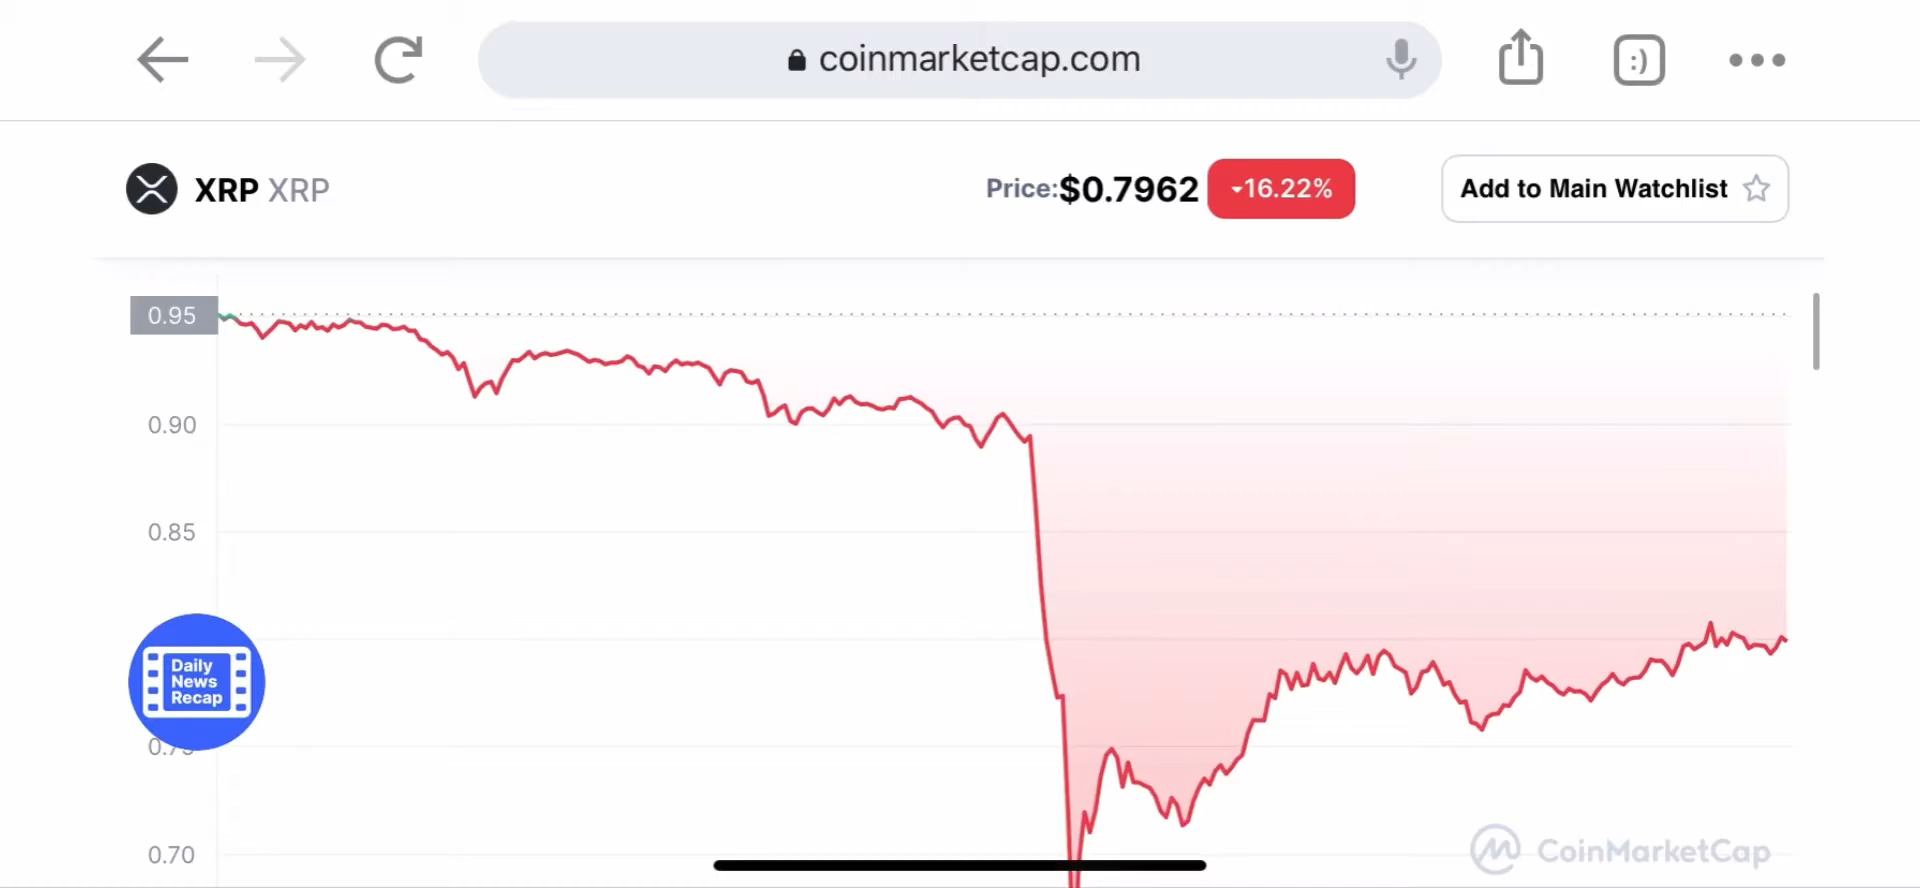 coinmarketcap.com
:)
XRP XRP
Price:$0.7962
-16.22%
Add to Main Watchlist
0.95
0.90
0.85
Daily
News
Recap
0.70
CoinMarketCap